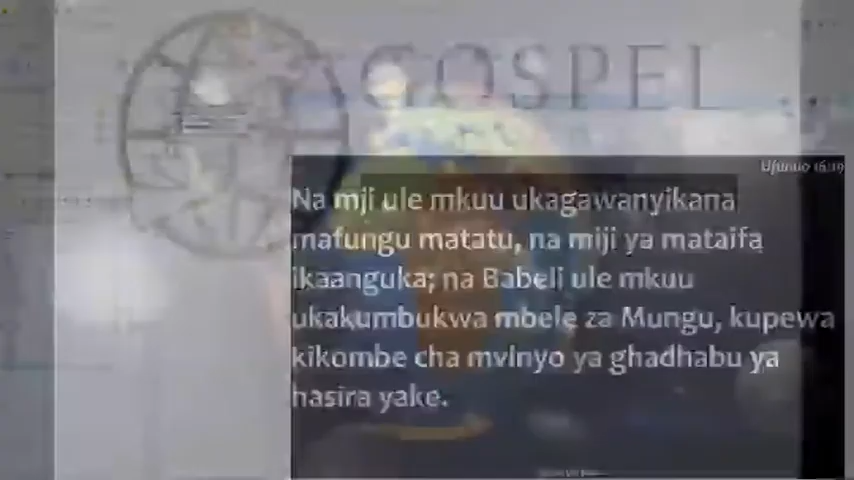 GOSPEL
Ufunuo 16:19
Na mji ule mkuu ukagawanyikana
mafungu matatu, na miji ya mataifa
ikaanguka; na Babeli ule mkuu
ukakumbukwa mbele za Mungu, kupewa
kikombe cha mvinyo ya ghadhabu ya
hasira yake.